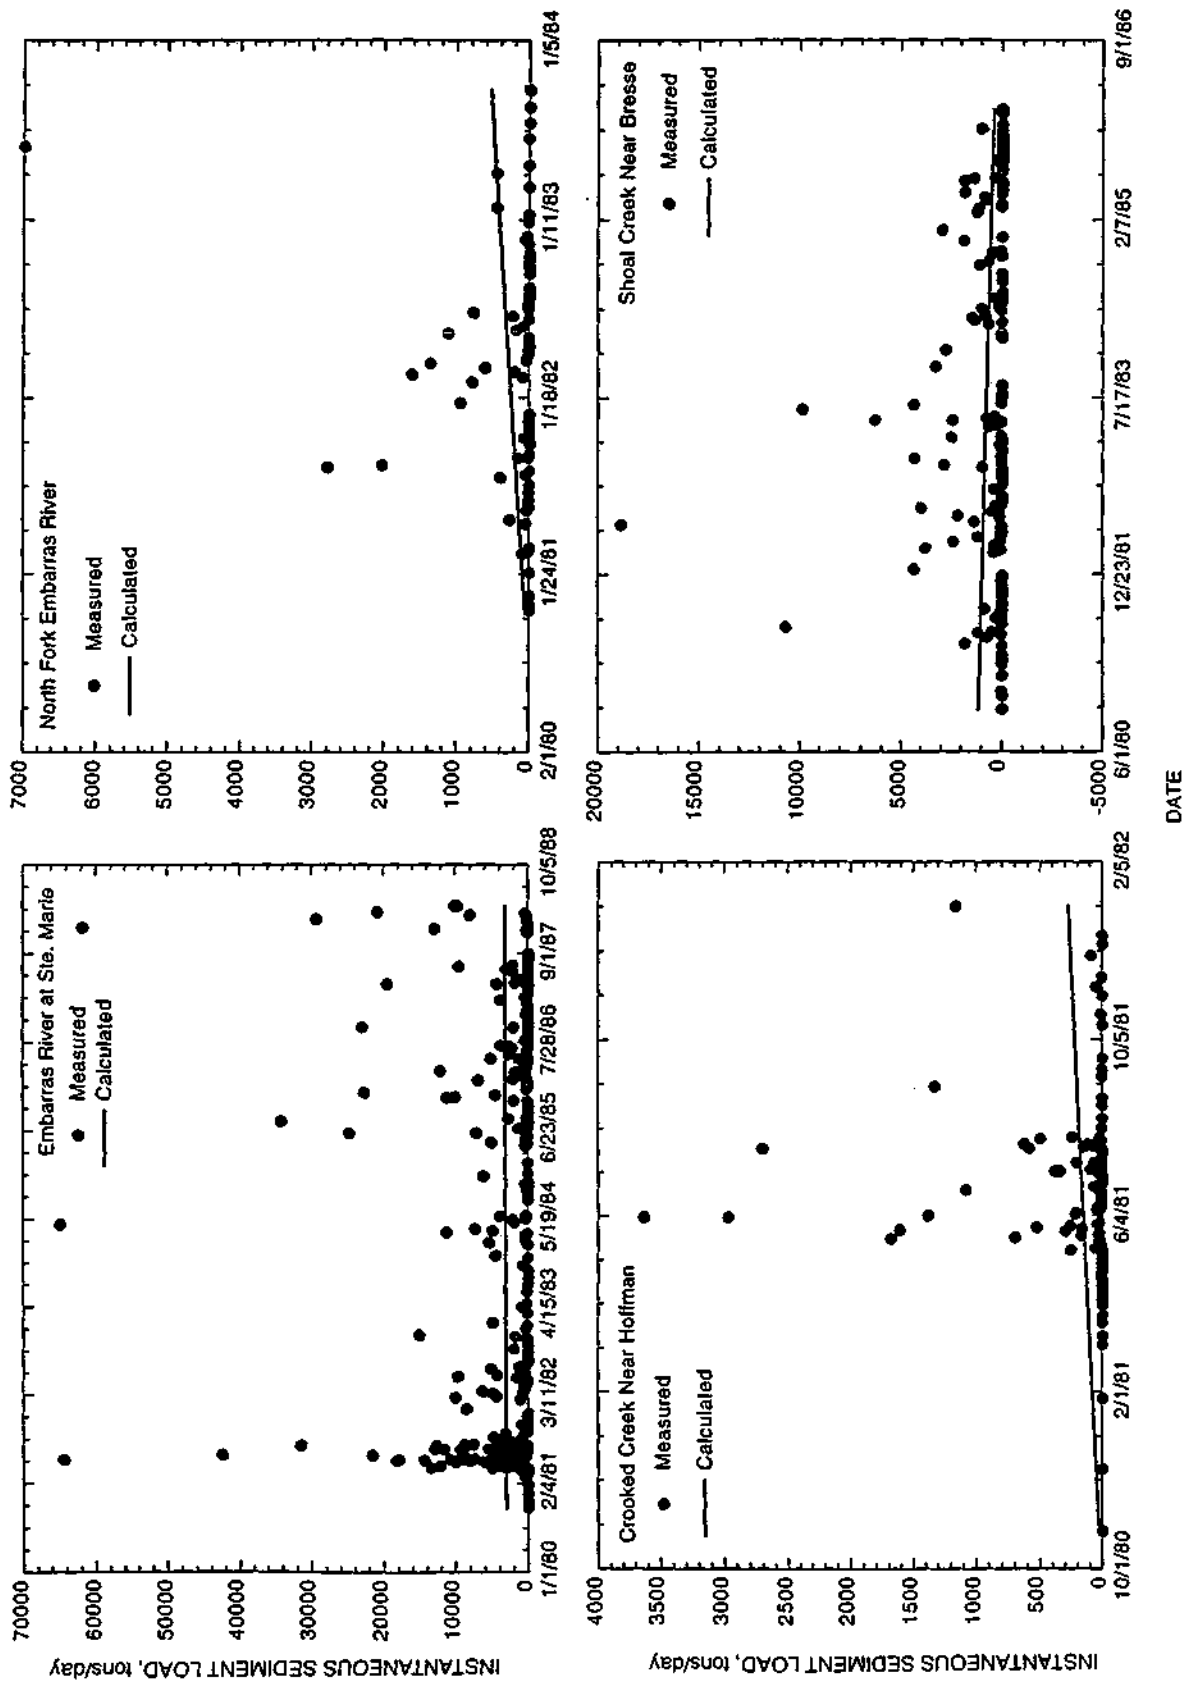 Embarras River at Ste. Marie
Measured
Calculated
70000
60000
50000
40000
30000
20000
10000
0
1/1/80 2/4/81 3/11/82 4/15/83 5/19/84 6/23/85 7/28/86 9/1/87 10/5/88
INSTANTANEOUS SEDIMENT LOAD, tons/day
North Fork Embarras River
Measured
Calculated
7000
6000
5000
4000
3000
2000
1000
0
2/1/80 1/24/81 1/18/82 1/11/83 1/5/84
Crooked Creek Near Hoffman
Measured
Calculated
4000
3500
3000
2500
2000
1500
1000
500
0
10/1/80 2/1/81 6/4/81 10/5/81 2/5/82
INSTANTANEOUS SEDIMENT LOAD, tons/day
Shoal Creek Near Bresse
Measured
Calculated
20000
15000
10000
5000
0
-5000
6/1/80 12/23/81 7/17/83 2/7/85 9/1/86
DATE